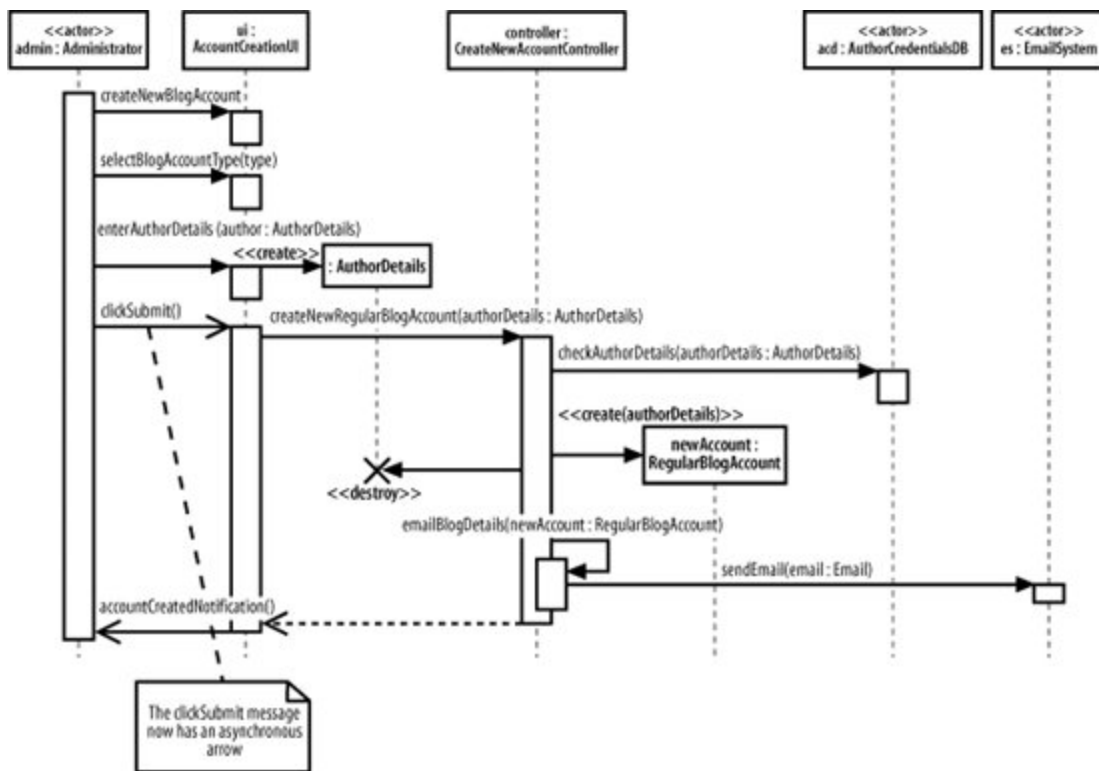 <<actor>>
admin : Administrator
ui :
AccountCreationUI
controller :
CreateNewAccountController
<<actor>>
acd : AuthorCredentialsDB
<<actor>>
es : EmailSystem
createNewBlogAccount
selectBlogAccountType(type)
enterAuthorDetails (author : AuthorDetails)
<<create>>
: AuthorDetails
clickSubmit()
createNewRegularBlogAccount(authorDetails : AuthorDetails)
checkAuthorDetails(authorDetails : AuthorDetails)
<<create(authorDetails)>>
newAccount :
RegularBlogAccount
<<destroy>>
emailBlogDetails(newAccount : RegularBlogAccount)
sendEmail(email : Email)
accountCreatedNotification()
The clickSubmit message
now has an asynchronous
arrow